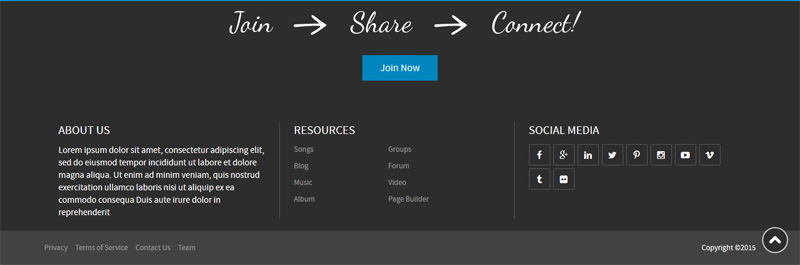 Join → Share → Connect!
Join Now
ABOUT US
Lorem ipsum dolor sit amet, consectetur adipiscing elit,
sed do eiusmod tempor incididunt ut labore et dolore
magna aliqua. Ut enim ad minim veniam, quis nostrud
exercitation ullamco laboris nisi ut aliquip ex ea
commodo consequa Duis aute irure dolor in
reprehenderit
RESOURCES
Songs Groups
Blog Forum
Music Video
Album Page Builder
SOCIAL MEDIA
Privacy Terms of Service Contact Us Team
Copyright ©2015